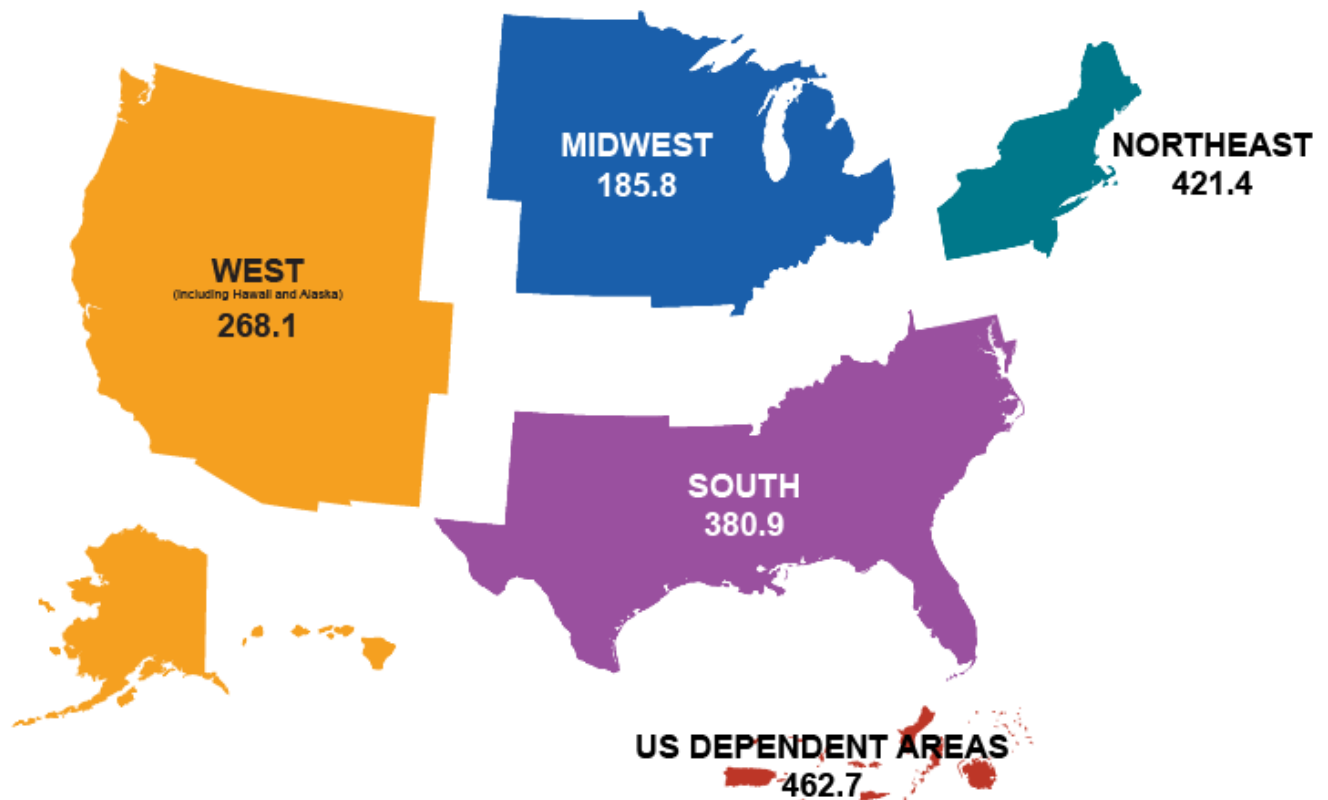 MIDWEST
185.8
NORTHEAST
421.4
WEST
(Including Hawaii and Alaska)
268.1
SOUTH
380.9
US DEPENDENT AREAS
462.7